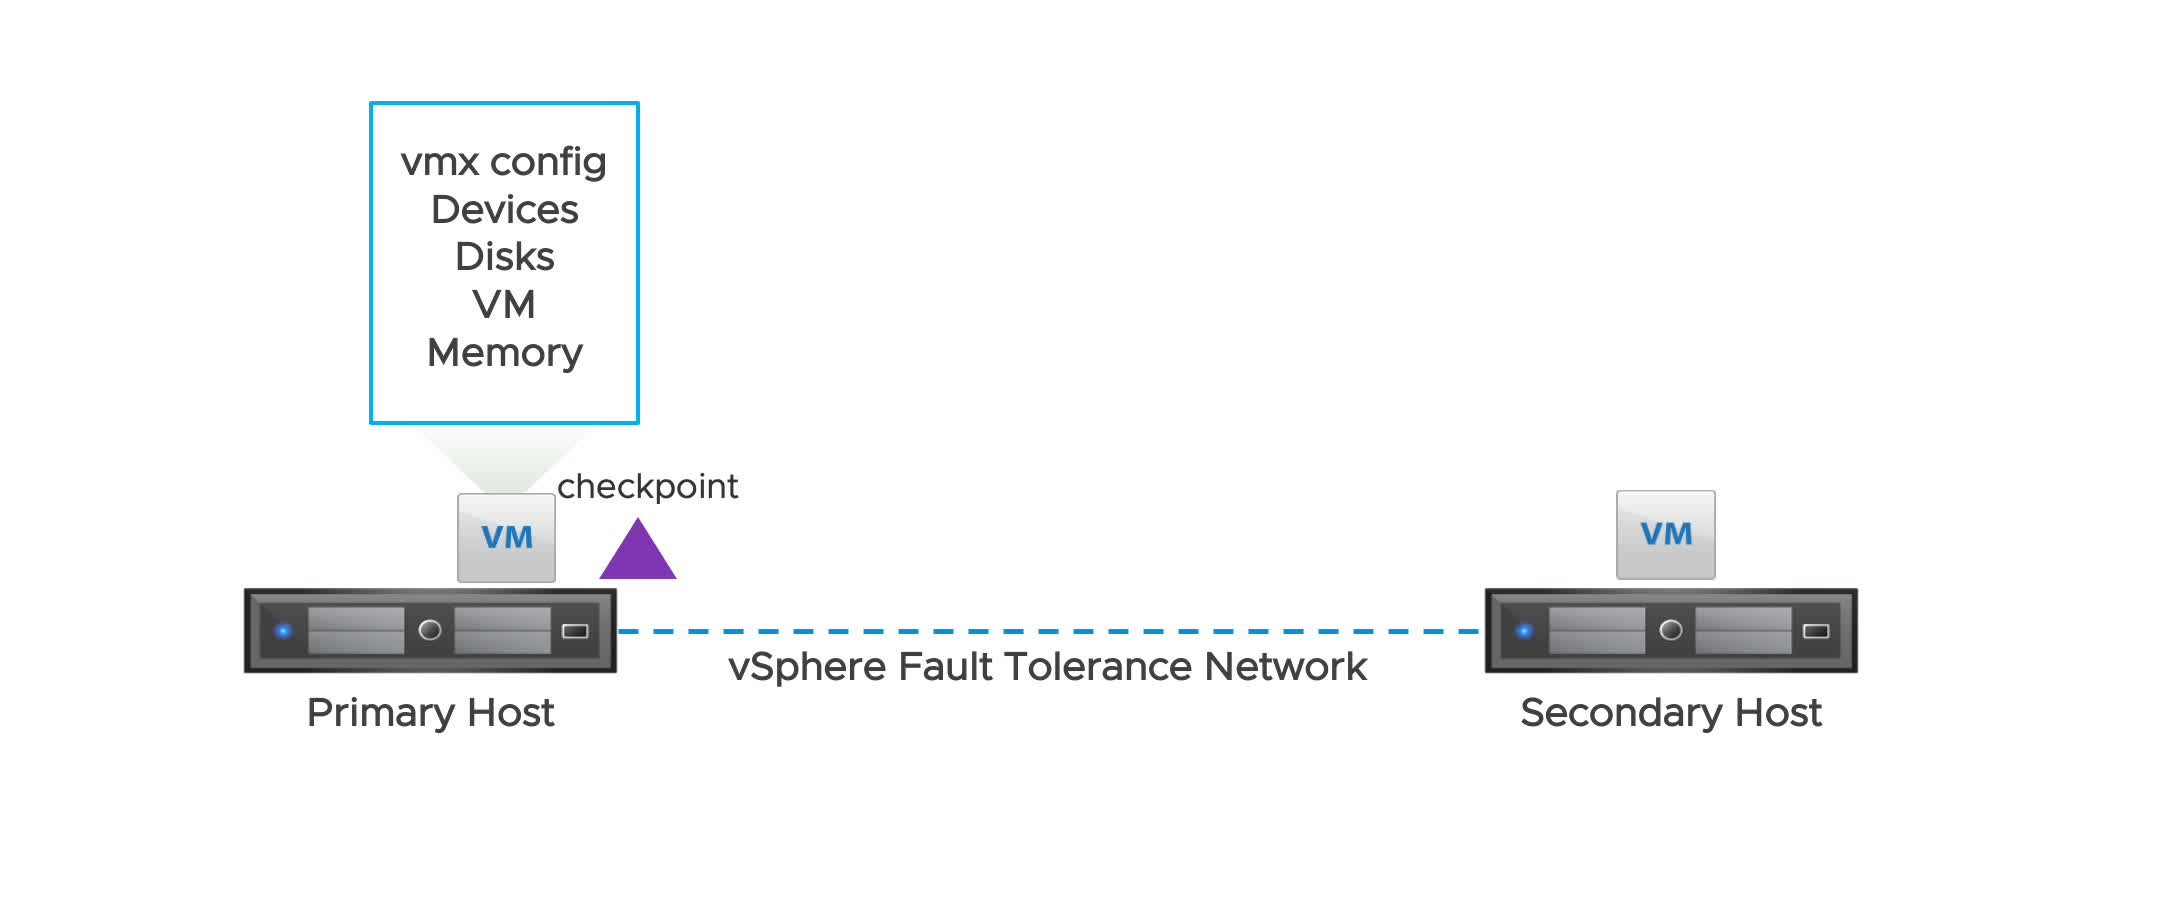 vmx config
Devices
Disks
VM
Memory
checkpoint
VM
VM
vSphere Fault Tolerance Network
Primary Host
Secondary Host